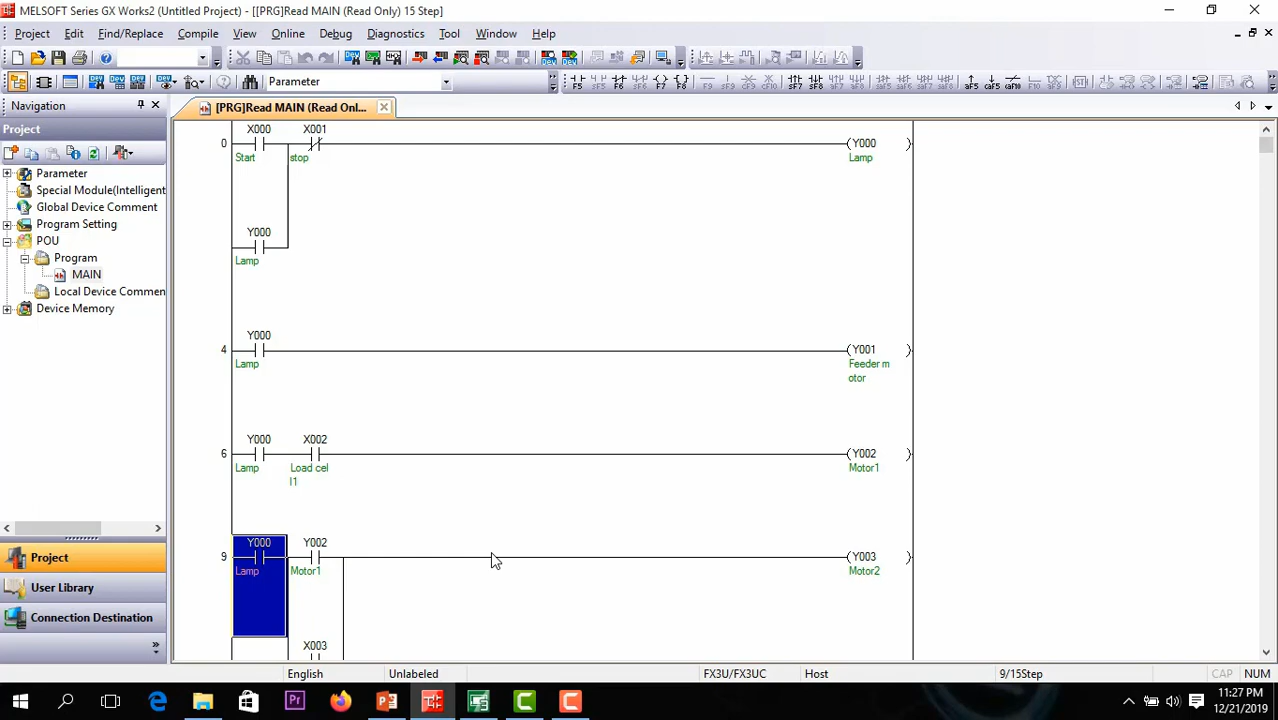 MELSOFT Series GX Works2 (Untitled Project) - [[PRG]Read MAIN (Read Only) 15 Step]
Project Edit Find/Replace Compile View Online Debug Diagnostics Tool Window Help
Parameter
Navigation
[PRG]Read MAIN (Read Onl...
Project
Parameter
Special Module(Intelligent
Global Device Comment
Program Setting
POU
Program
MAIN
Local Device Commen
Device Memory
Project
User Library
Connection Destination
X000 X001
0 Y000
Start stop Lamp
Y000
Lamp
Y000
4 Y001
Lamp Feeder m
otor
Y000 X002
6 Y002
Lamp Load cel Motor1
l1
Y000 Y002
9 Y003
Lamp Motor1 Motor2
X003
English Unlabeled FX3U/FX3UC Host 9/15Step CAP NUM
11:27 PM
12/21/2019